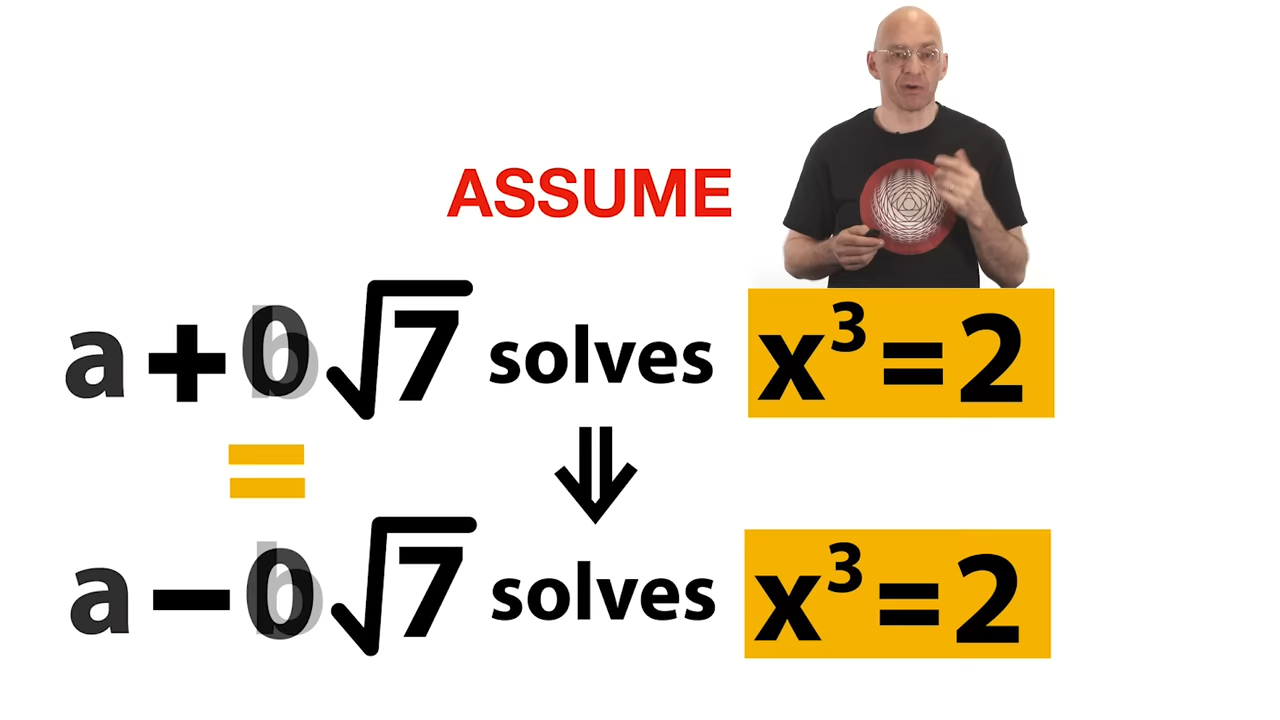 ASSUME
a + 0√7 solves x³ = 2
=
⇓
a − 0√7 solves x³ = 2